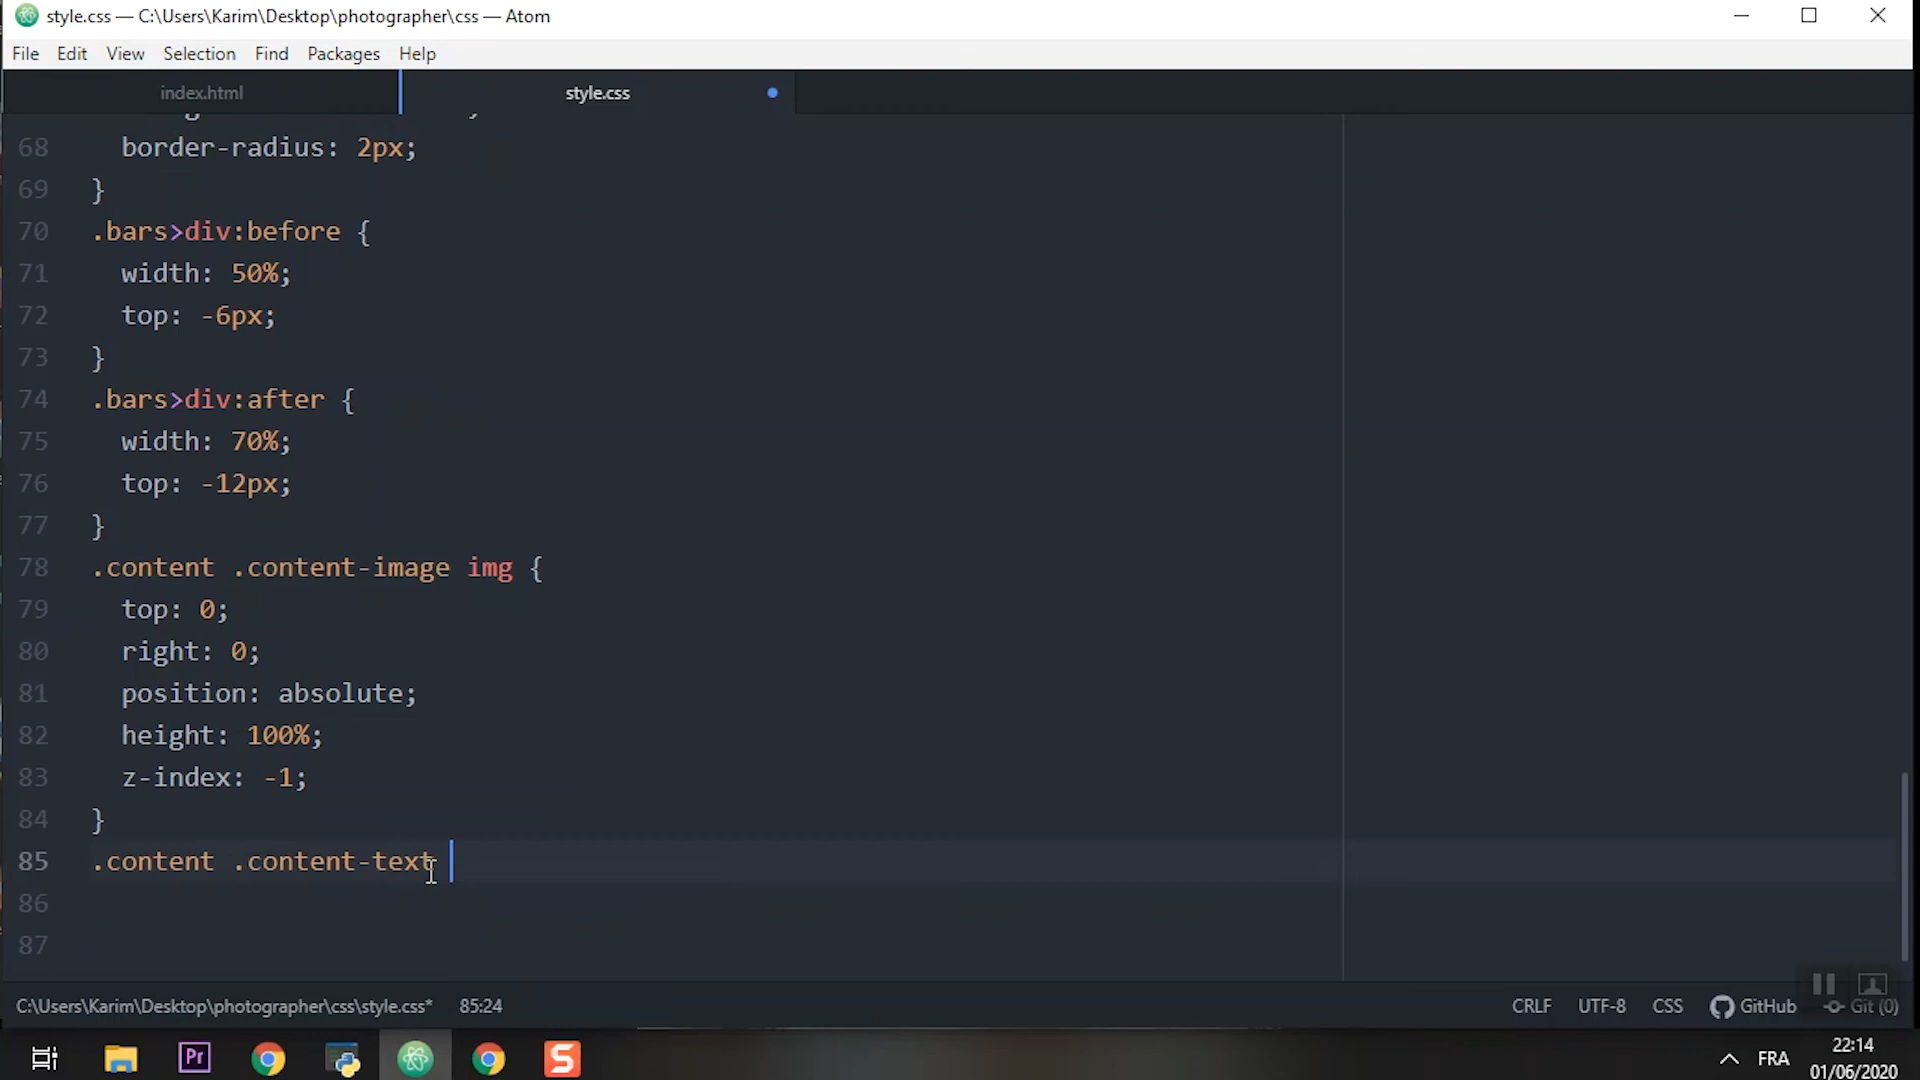 style.css — C:\Users\Karim\Desktop\photographer\css — Atom
File Edit View Selection Find Packages Help
index.html style.css
68 border-radius: 2px;
69 }
70 .bars>div:before {
71 width: 50%;
72 top: -6px;
73 }
74 .bars>div:after {
75 width: 70%;
76 top: -12px;
77 }
78 .content .content-image img {
79 top: 0;
80 right: 0;
81 position: absolute;
82 height: 100%;
83 z-index: -1;
84 }
85 .content .content-text
86
87
C:\Users\Karim\Desktop\photographer\css\style.css* 85:24 CRLF UTF-8 CSS GitHub Git (0)
Pr S FRA 22:14
01/06/2020